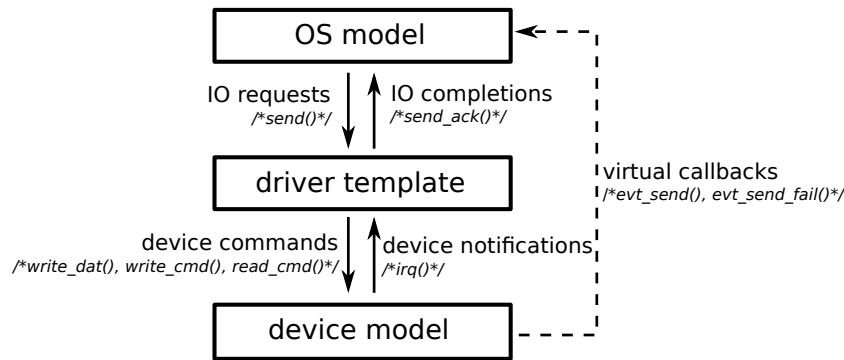 OS model
IO requests
/*send()*/
IO completions
/*send_ack()*/
virtual callbacks
/*evt_send(), evt_send_fail()*/
driver template
device commands
/*write_dat(), write_cmd(), read_cmd()*/
device notifications
/*irq()*/
device model